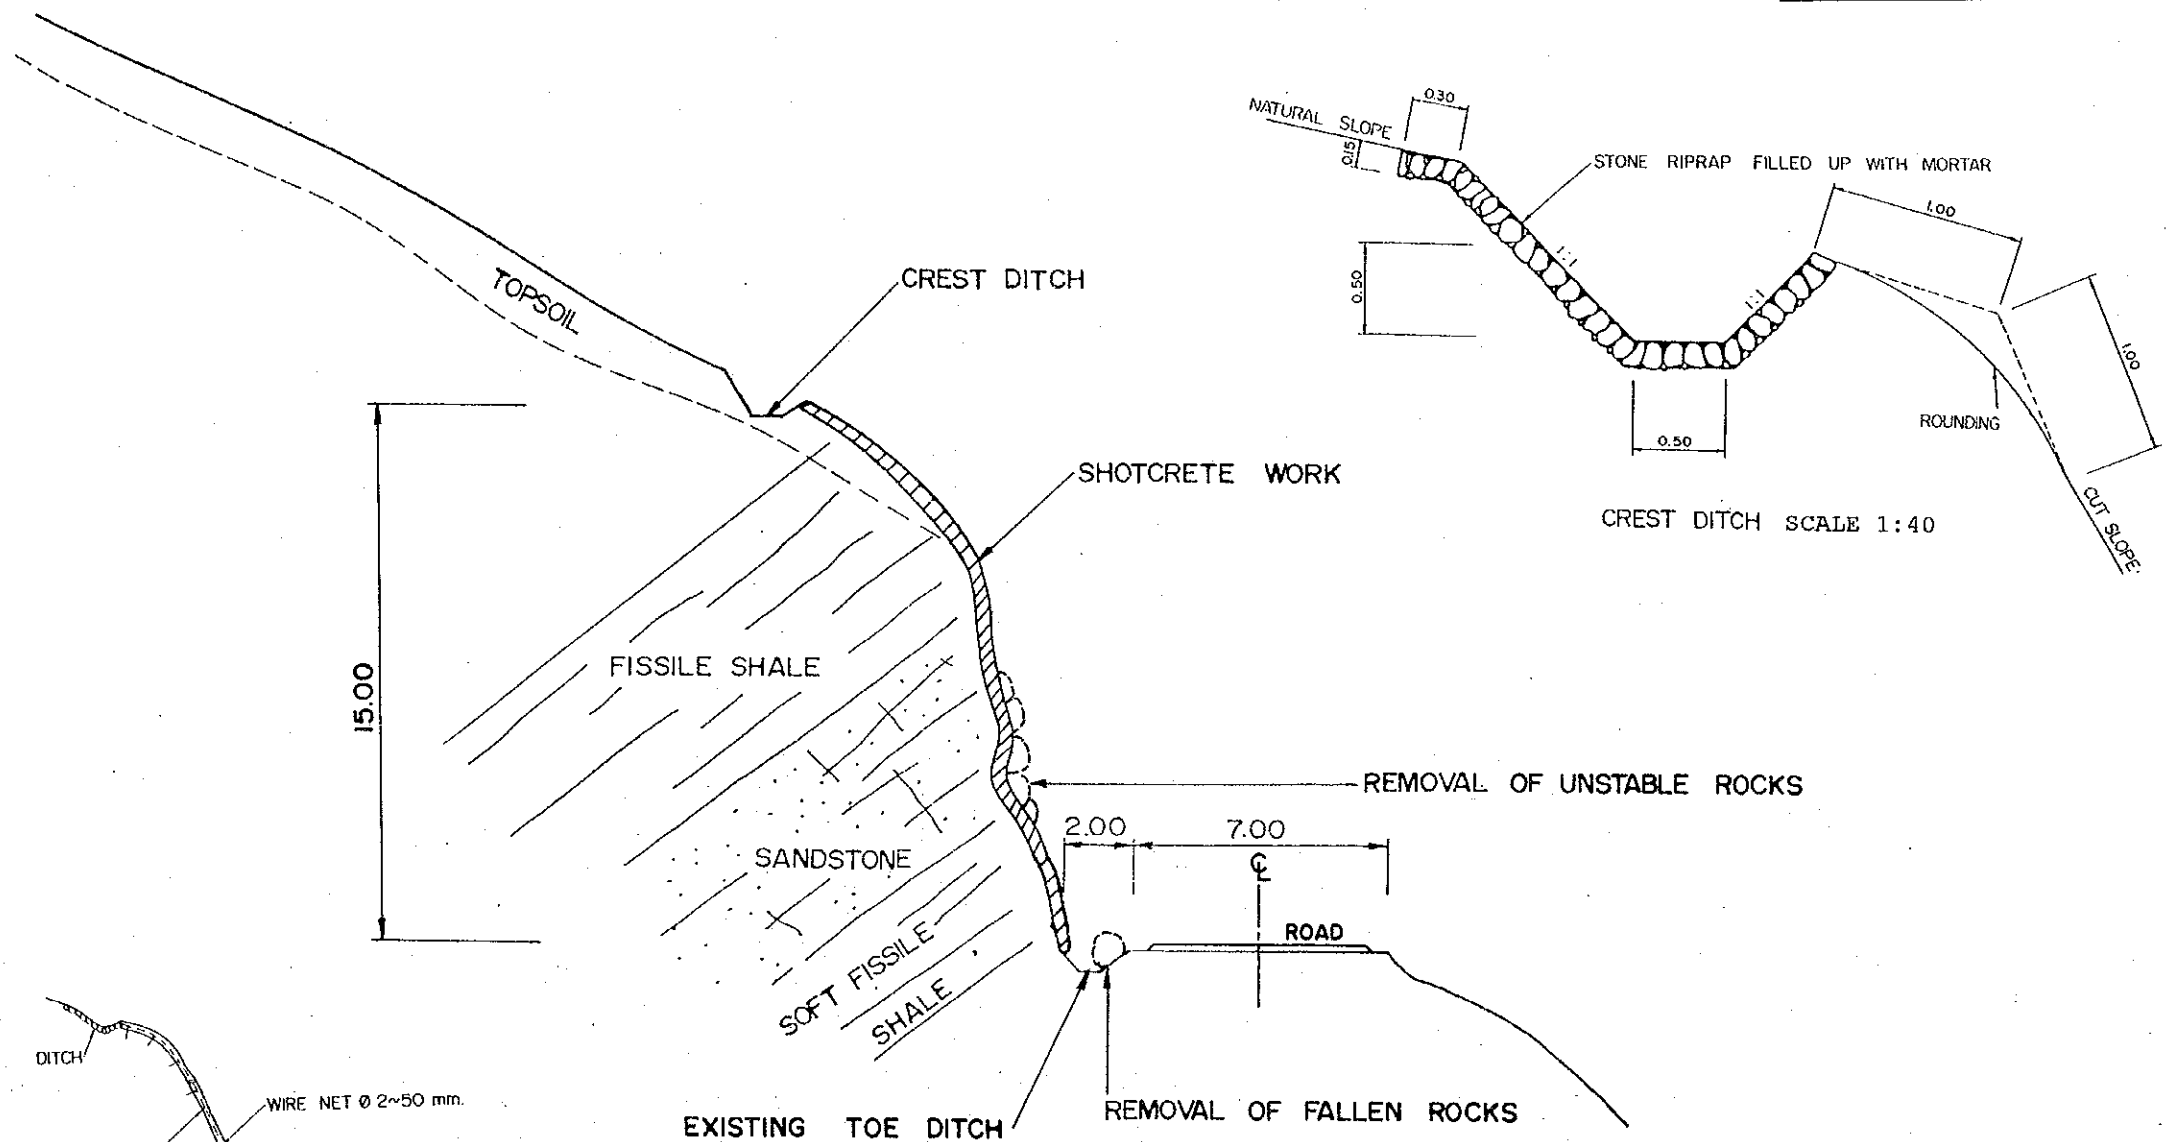 0.30
NATURAL SLOPE
0.15
STONE RIPRAP FILLED UP WITH MORTAR
1.00
1:1
0.50
1:1
1.00
ROUNDING
0.50
CUT SLOPE
CREST DITCH SCALE 1:40
TOPSOIL
CREST DITCH
SHOTCRETE WORK
FISSILE SHALE
15.00
REMOVAL OF UNSTABLE ROCKS
2.00 7.00
℄
SANDSTONE
ROAD
SOFT FISSILE
SHALE
DITCH
WIRE NET Ø 2~50 mm.
EXISTING TOE DITCH
REMOVAL OF FALLEN ROCKS